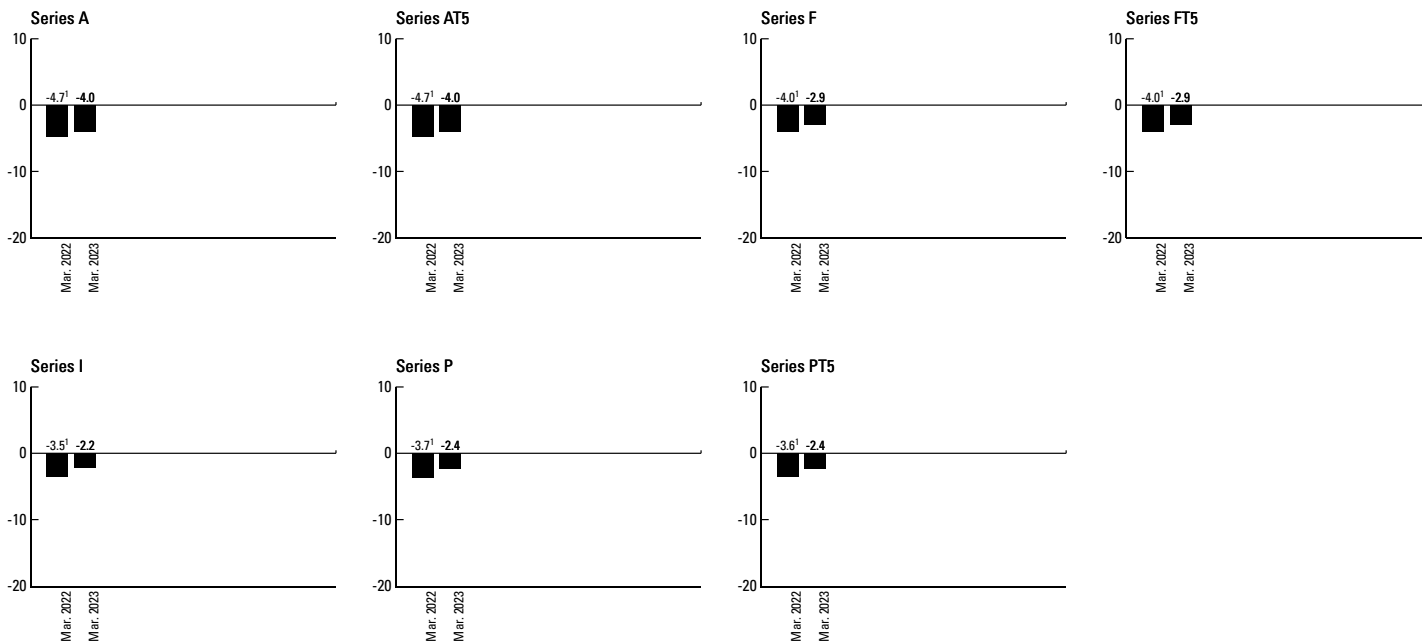 Series A
10
0
-10
-20
-4.7¹ -4.0
Mar. 2022
Mar. 2023
Series AT5
10
0
-10
-20
-4.7¹ -4.0
Mar. 2022
Mar. 2023
Series F
10
0
-10
-20
-4.0¹ -2.9
Mar. 2022
Mar. 2023
Series FT5
10
0
-10
-20
-4.0¹ -2.9
Mar. 2022
Mar. 2023
Series I
10
0
-10
-20
-3.5¹ -2.2
Mar. 2022
Mar. 2023
Series P
10
0
-10
-20
-3.7¹ -2.4
Mar. 2022
Mar. 2023
Series PT5
10
0
-10
-20
-3.6¹ -2.4
Mar. 2022
Mar. 2023